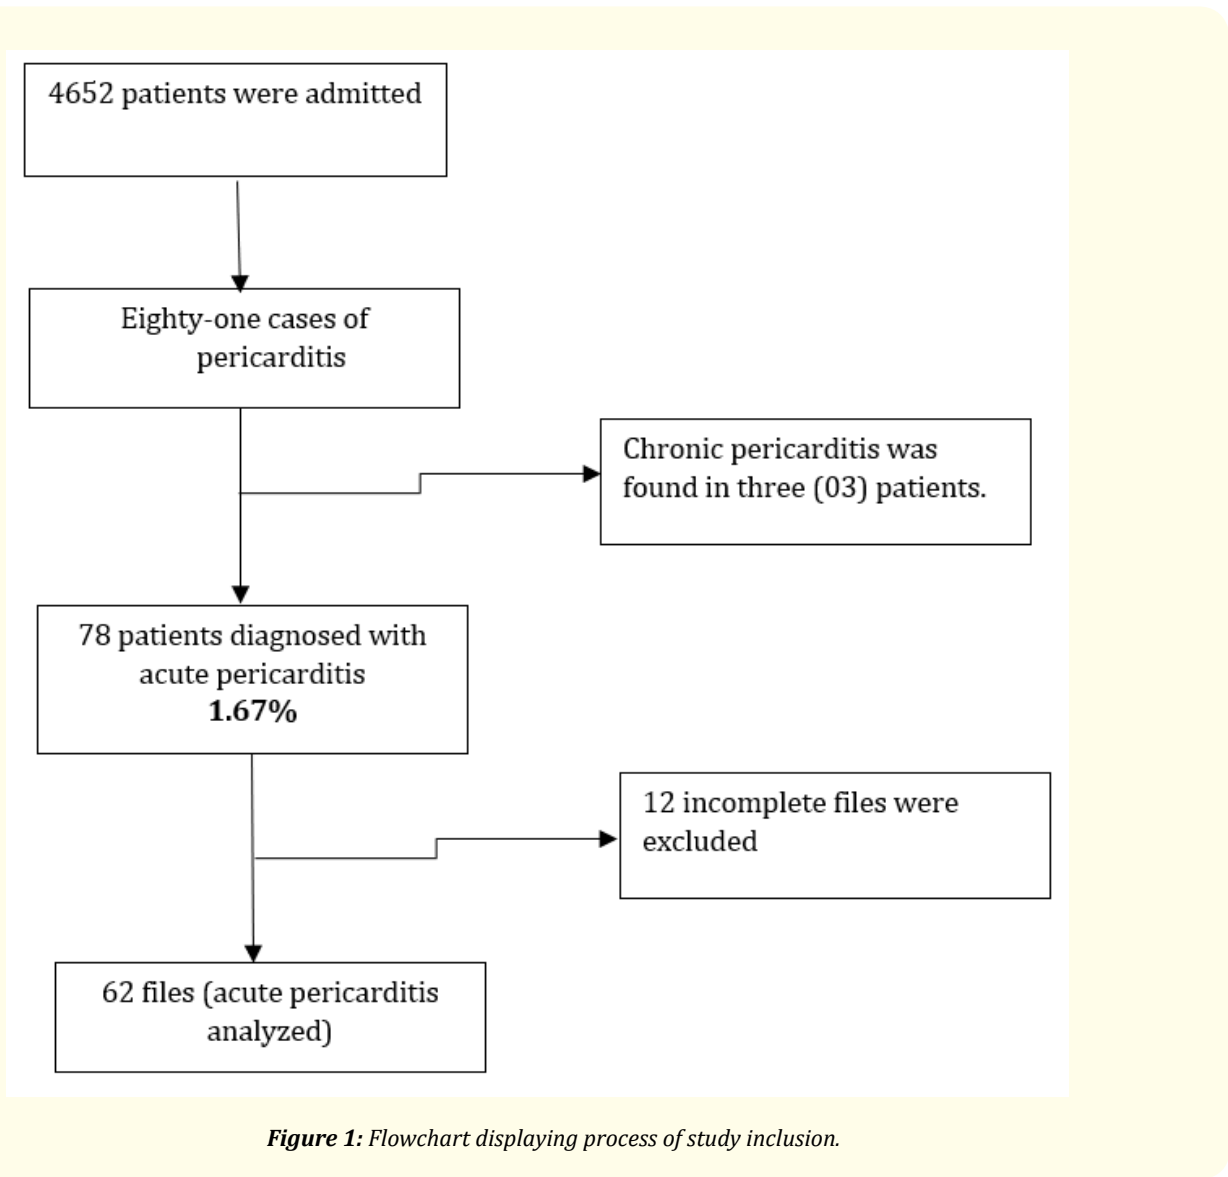 4652 patients were admitted
Eighty-one cases of
pericarditis
Chronic pericarditis was
found in three (03) patients.
78 patients diagnosed with
acute pericarditis
1.67%
12 incomplete files were
excluded
62 files (acute pericarditis
analyzed)
Figure 1: Flowchart displaying process of study inclusion.